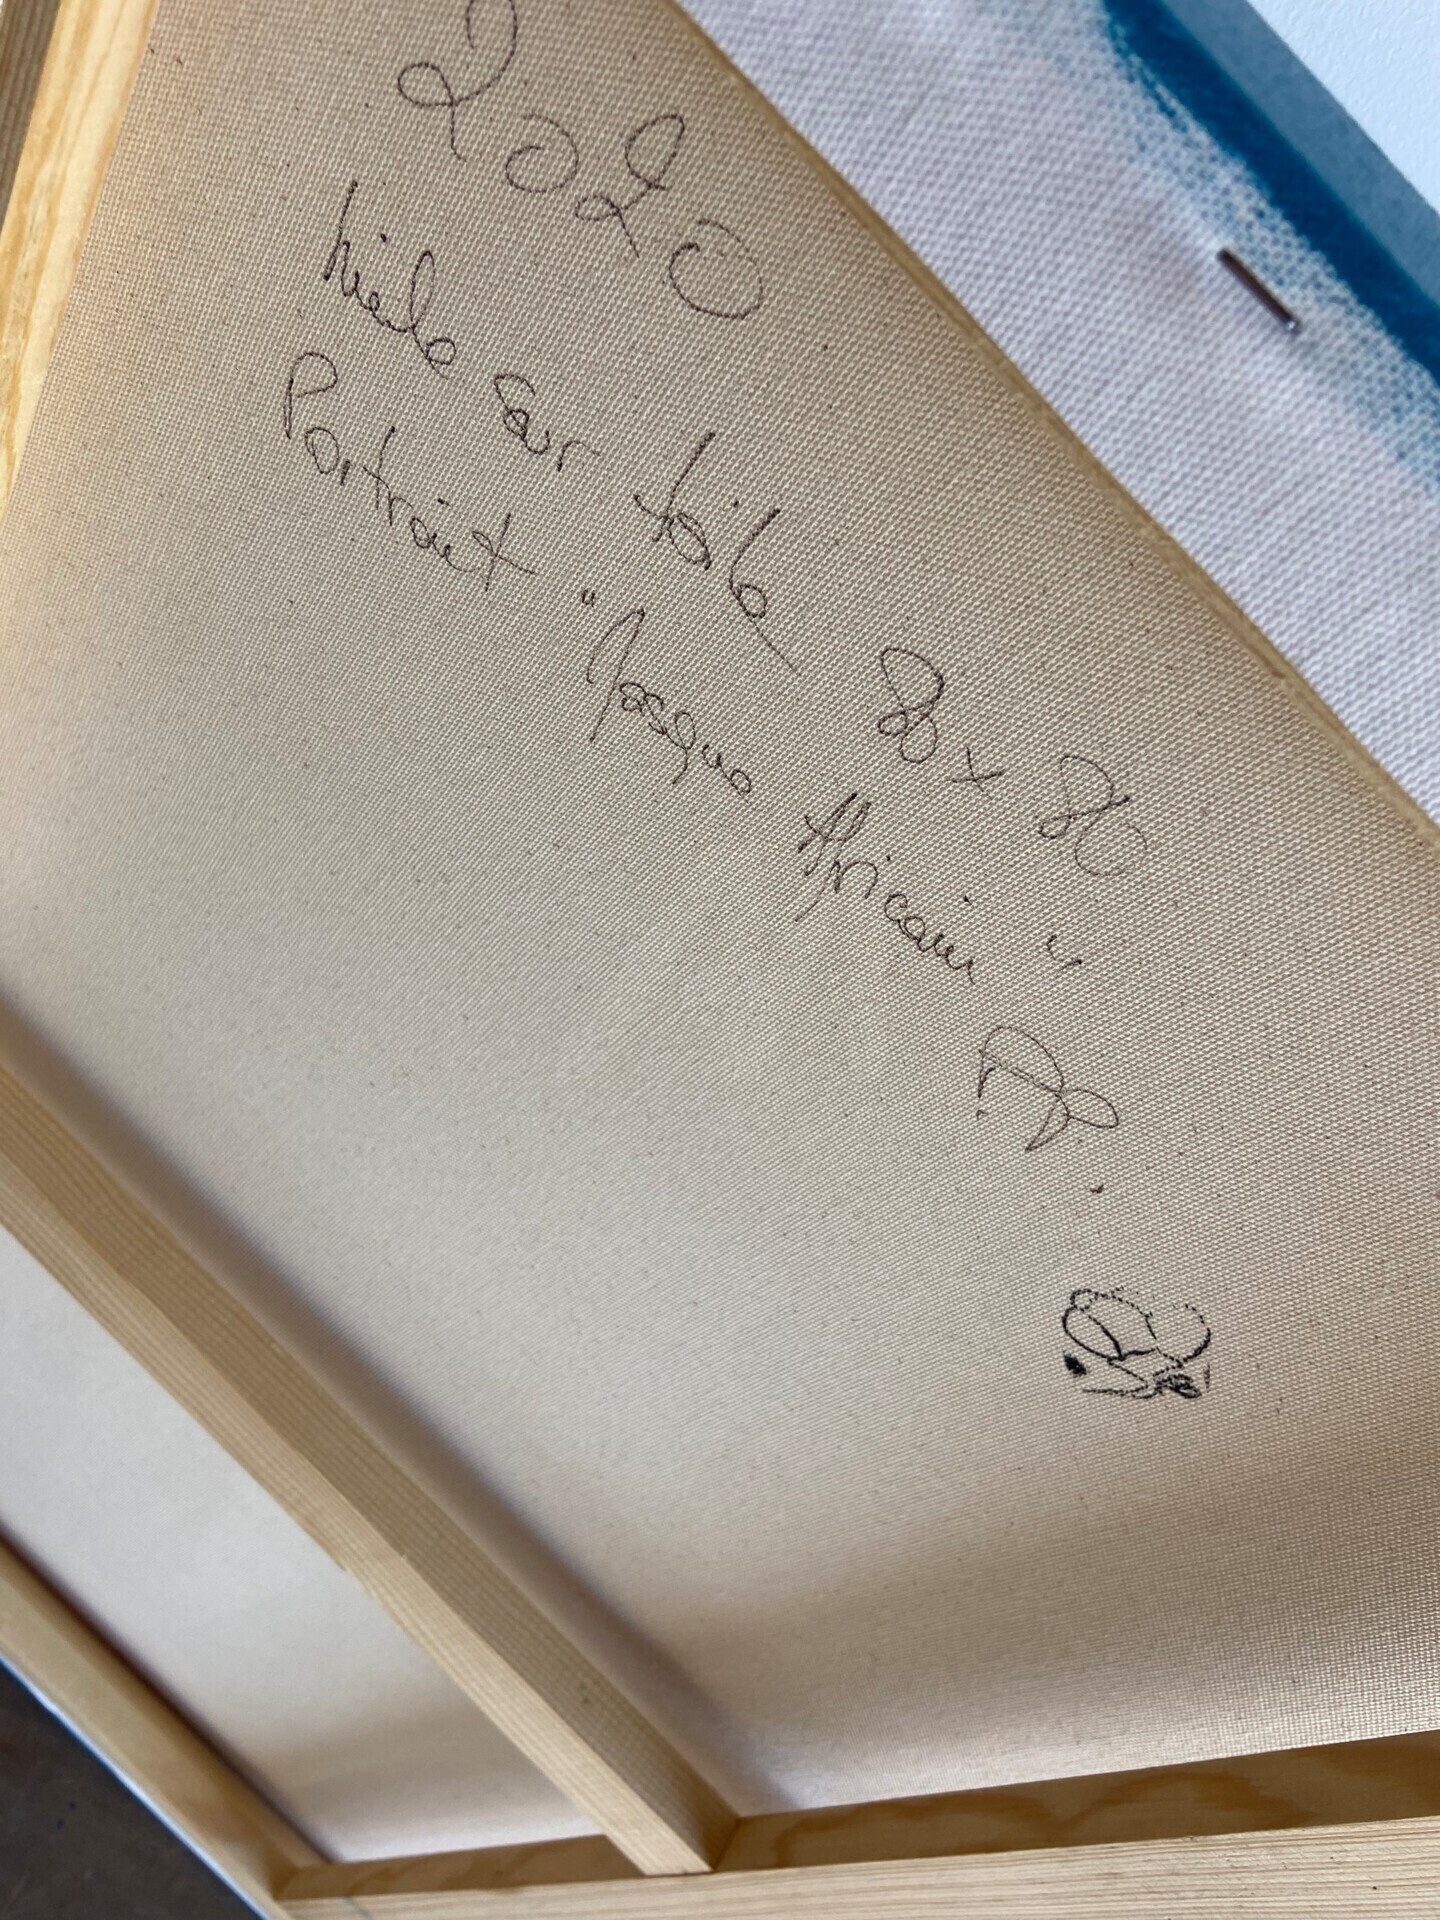 2020
huile sur toile 80 x 80
Portrait "Masque Africain"